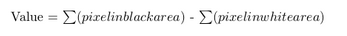 Value = ∑(pixelinblackarea) - ∑(pixelinwhitearea)